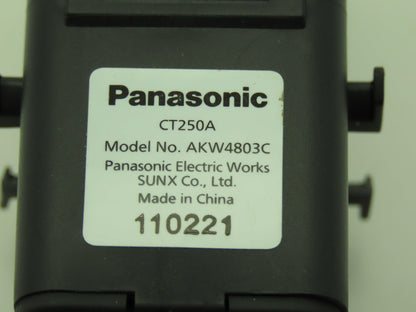 Panasonic
CT250A
Model No. AKW4803C
Panasonic Electric Works
SUNX Co., Ltd.
Made in China
110221